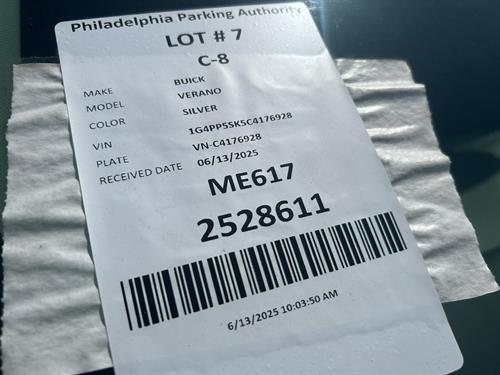 Philadelphia Parking Authority
LOT # 7
C-8
MAKE BUICK
MODEL VERANO
COLOR SILVER
VIN 1G4PP5SK5C4176928
PLATE VN-C4176928
RECEIVED DATE 06/13/2025
ME617
2528611
6/13/2025 10:03:50 AM